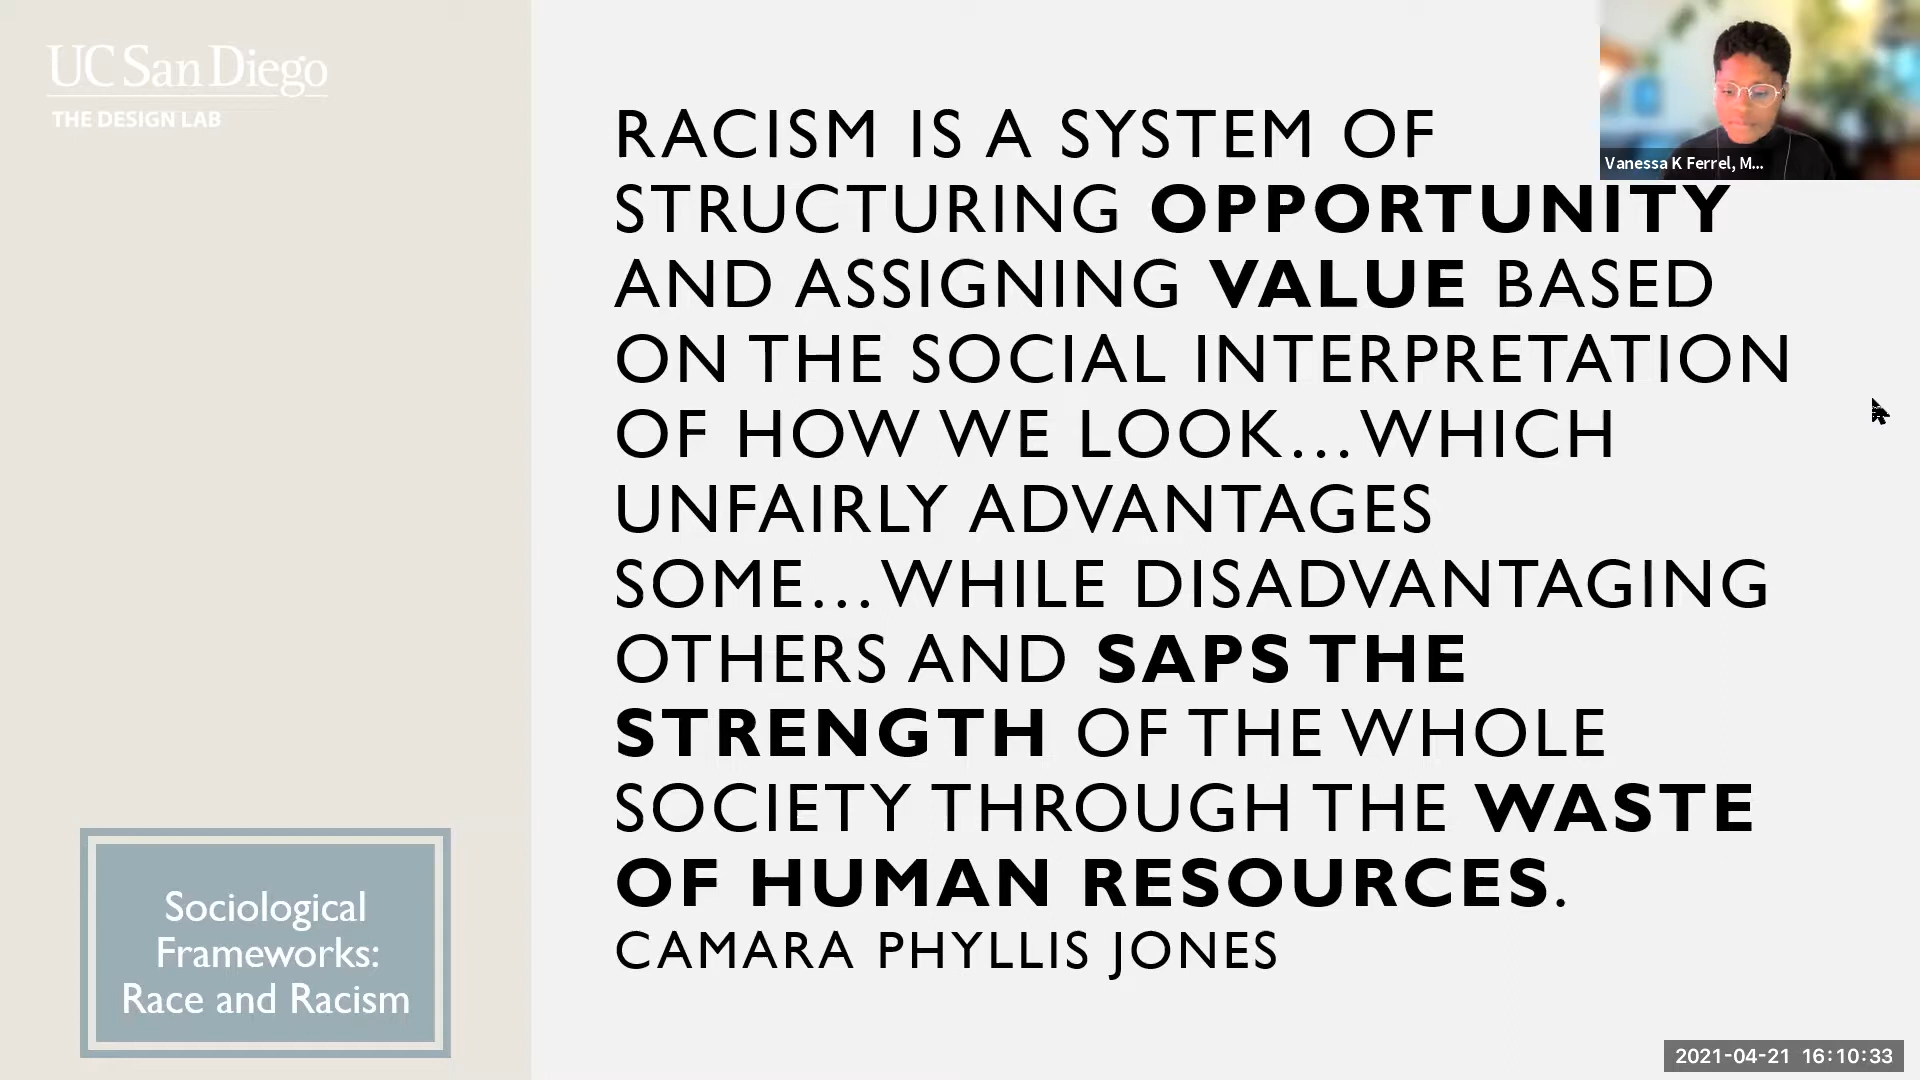 UC San Diego
THE DESIGN LAB
RACISM IS A SYSTEM OF
STRUCTURING OPPORTUNITY
AND ASSIGNING VALUE BASED
ON THE SOCIAL INTERPRETATION
OF HOW WE LOOK...WHICH
UNFAIRLY ADVANTAGES
SOME...WHILE DISADVANTAGING
OTHERS AND SAPS THE
STRENGTH OF THE WHOLE
SOCIETY THROUGH THE WASTE
OF HUMAN RESOURCES.
CAMARA PHYLLIS JONES
Vanessa K Ferrel, M...
Sociological
Frameworks:
Race and Racism
2021-04-21 16:10:33